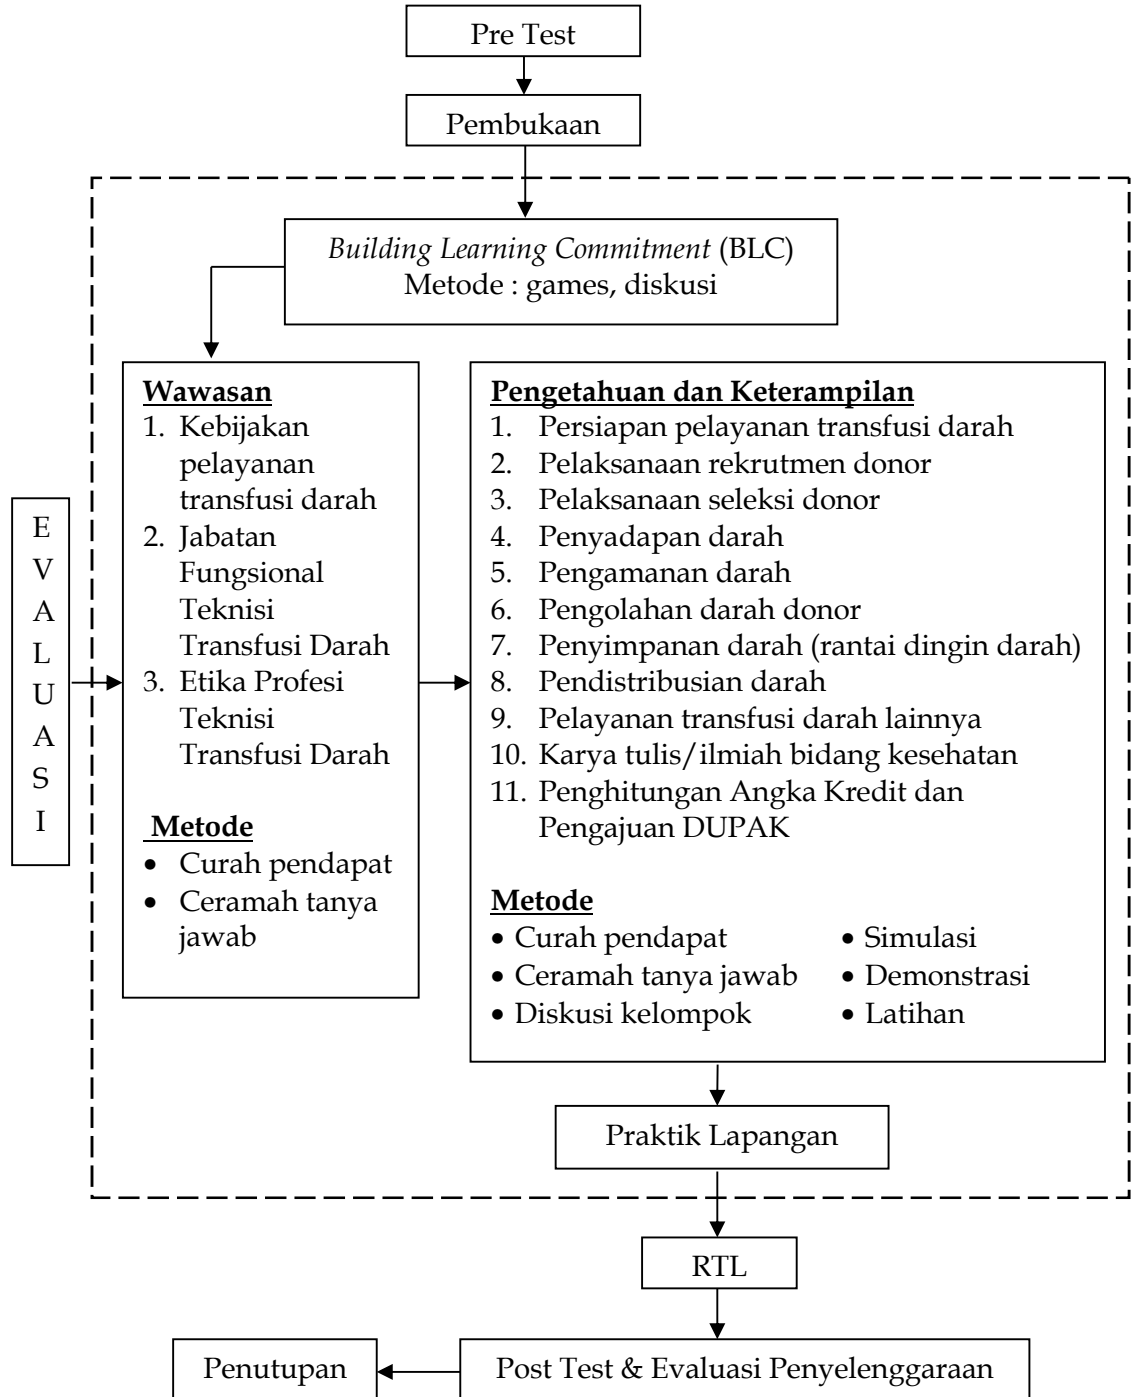 Pre Test
Pembukaan
Building Learning Commitment (BLC)
Metode : games, diskusi
E
V
A
L
U
A
S
I
Wawasan
1. Kebijakan
pelayanan
transfusi darah
2. Jabatan
Fungsional
Teknisi
Transfusi Darah
3. Etika Profesi
Teknisi
Transfusi Darah
Metode
• Curah pendapat
• Ceramah tanya
jawab
Pengetahuan dan Keterampilan
1. Persiapan pelayanan transfusi darah
2. Pelaksanaan rekrutmen donor
3. Pelaksanaan seleksi donor
4. Penyadapan darah
5. Pengamanan darah
6. Pengolahan darah donor
7. Penyimpanan darah (rantai dingin darah)
8. Pendistribusian darah
9. Pelayanan transfusi darah lainnya
10. Karya tulis/ilmiah bidang kesehatan
11. Penghitungan Angka Kredit dan
Pengajuan DUPAK
Metode
• Curah pendapat
• Ceramah tanya jawab
• Diskusi kelompok
• Simulasi
• Demonstrasi
• Latihan
Praktik Lapangan
RTL
Post Test & Evaluasi Penyelenggaraan
Penutupan